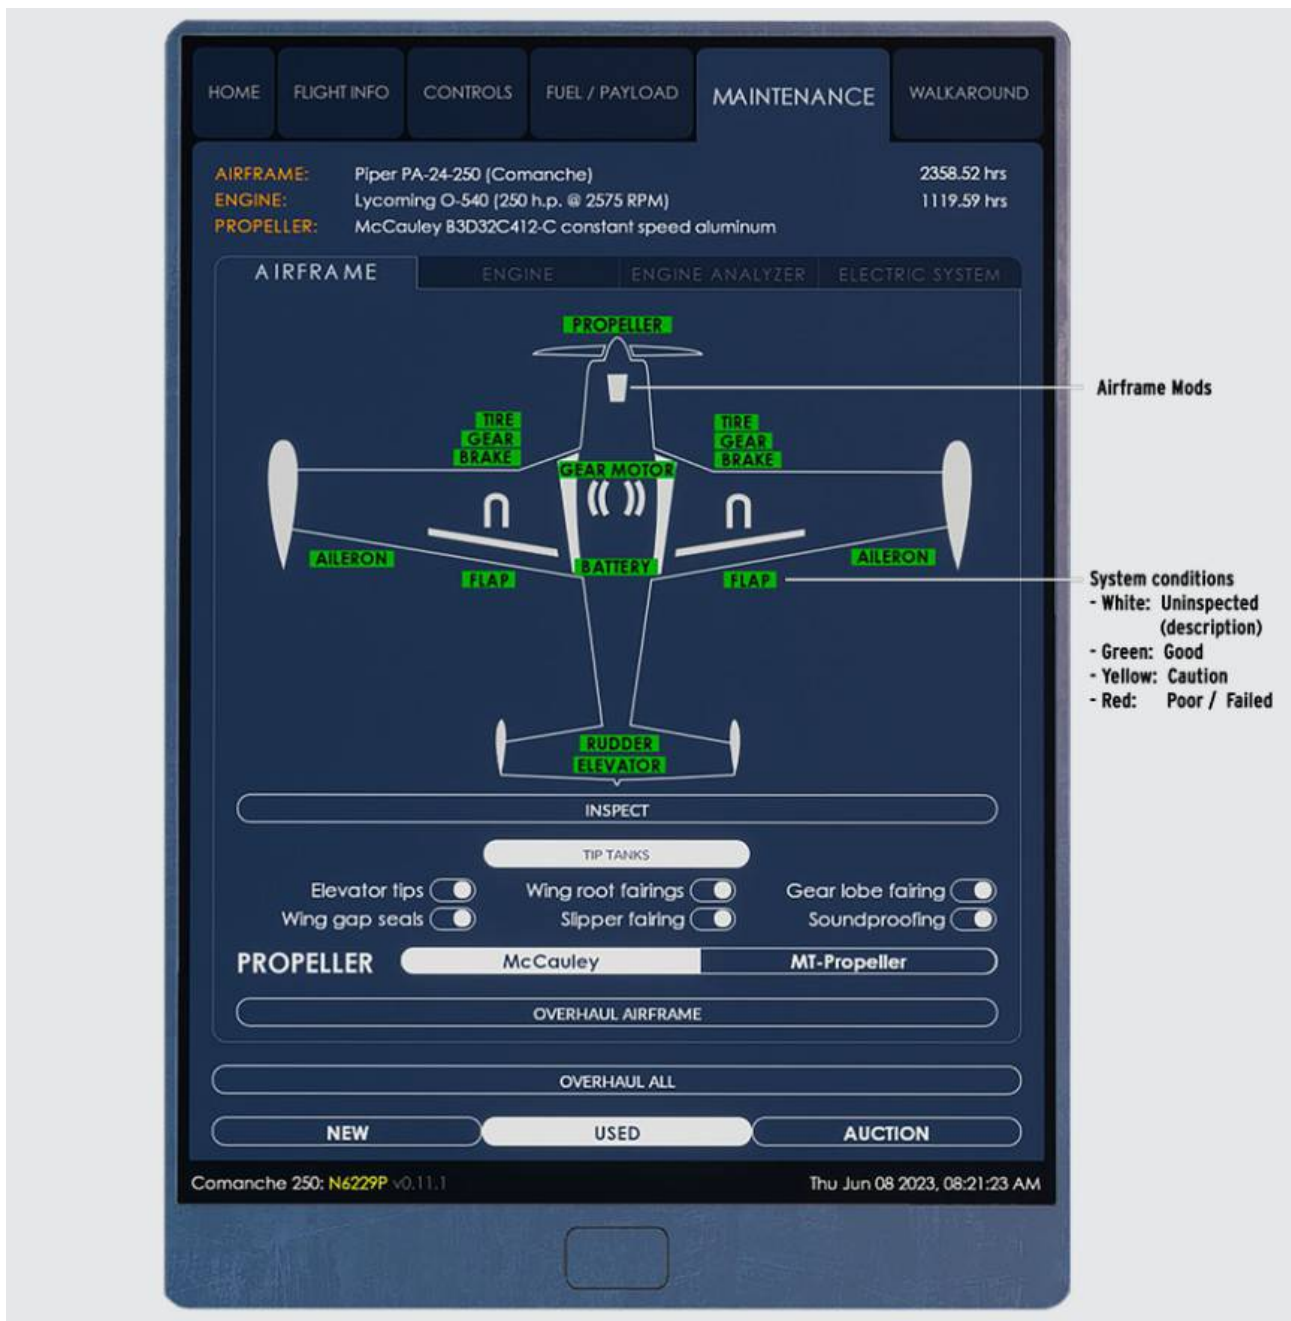 HOME FLIGHT INFO CONTROLS FUEL / PAYLOAD MAINTENANCE WALKAROUND
AIRFRAME: Piper PA-24-250 (Comanche) 2358.52 hrs
ENGINE: Lycoming O-540 (250 h.p. @ 2575 RPM) 1119.59 hrs
PROPELLER: McCauley B3D32C412-C constant speed aluminum
AIRFRAME ENGINE ENGINE ANALYZER ELECTRIC SYSTEM
PROPELLER
Airframe Mods
TIRE TIRE
GEAR GEAR
BRAKE BRAKE
GEAR MOTOR
AILERON BATTERY AILERON
FLAP FLAP
System conditions
- White: Uninspected
(description)
- Green: Good
- Yellow: Caution
- Red: Poor / Failed
RUDDER
ELEVATOR
INSPECT
TIP TANKS
Elevator tips Wing root fairings Gear lobe fairing
Wing gap seals Slipper fairing Soundproofing
PROPELLER McCauley MT-Propeller
OVERHAUL AIRFRAME
OVERHAUL ALL
NEW USED AUCTION
Comanche 250: N6229P v0.11.1 Thu Jun 08 2023, 08:21:23 AM